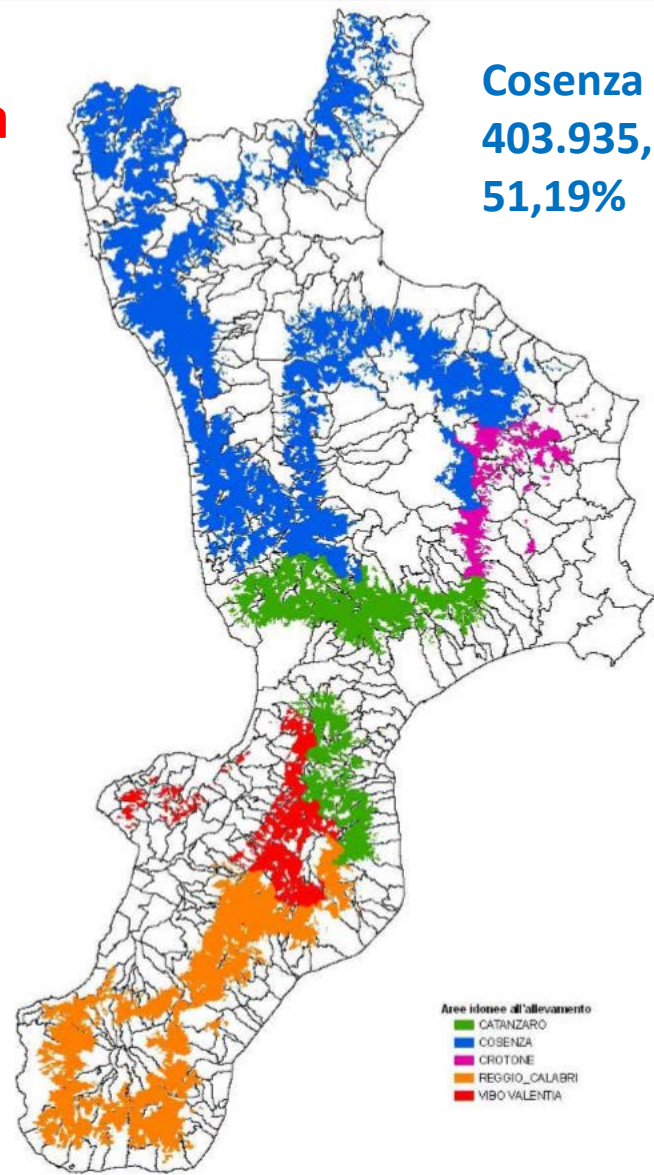 Cosenza
403.935,
51,19%
Aree idonee all'allevamento
CATANZARO
COSENZA
CROTONE
REGGIO_CALABRI
VIBO VALENTIA